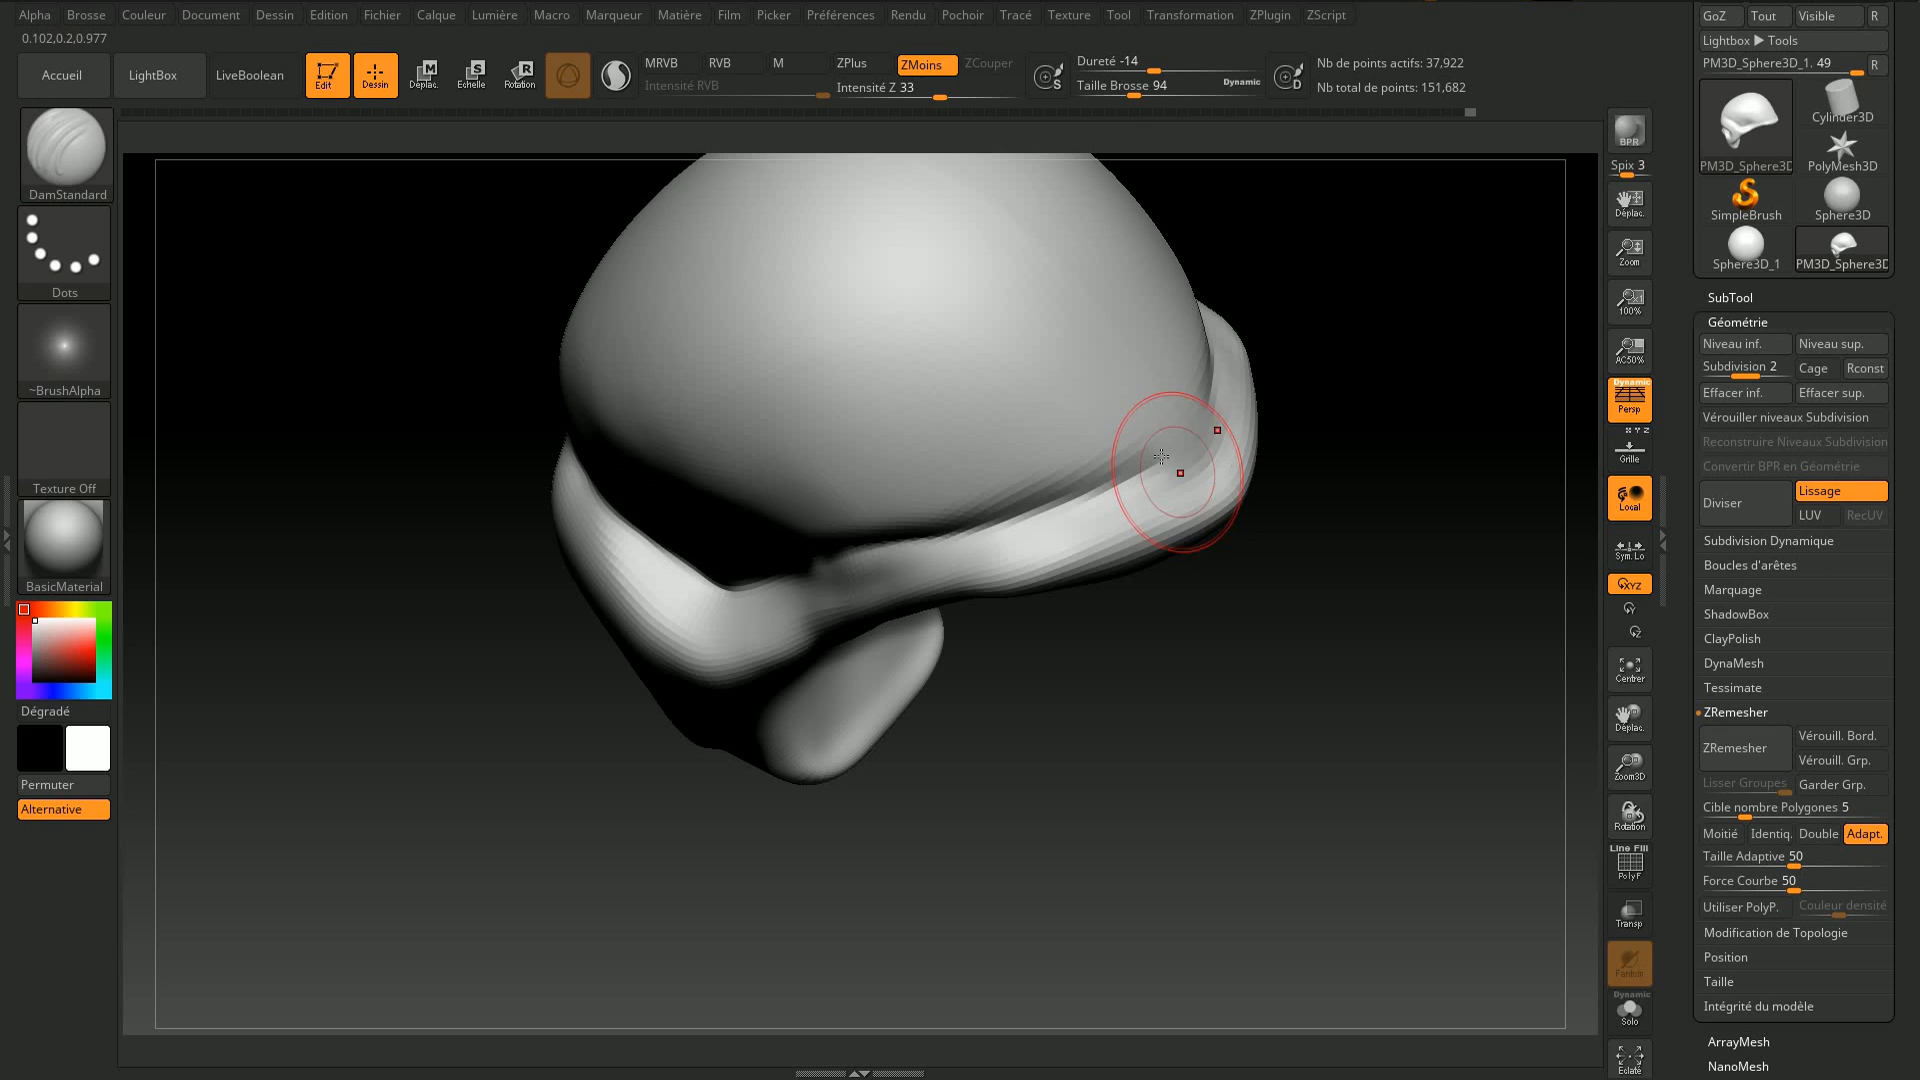 Alpha Brosse Couleur Document Dessin Edition Fichier Calque Lumière Macro Marqueur Matière Film Picker Préférences Rendu Pochoir Tracé Texture Tool Transformation ZPlugin ZScript
0.102,0.2,0.977
Accueil
LightBox
LiveBoolean
Edit
Dessin
Déplac.
Echelle
Rotation
MRVB RVB M
Intensité RVB
ZPlus ZMoins ZCouper
Intensité Z 33
Dureté -14
Taille Brosse 94
Dynamic
Nb de points actifs: 37,922
Nb total de points: 151,682
DamStandard
Dots
~BrushAlpha
Texture Off
BasicMaterial
Dégradé
Permuter
Alternative
BPR
Spix 3
Déplac.
Zoom
100%
AC50%
Dynamic
Persp
Grille
Local
Sym. Lo
XYZ
Y
Z
Centrer
Déplac.
Zoom3D
Rotation
Line Fill
PolyF
Transp
Fantom
Dynamic
Solo
Eclaté
GoZ Tout Visible R
Lightbox ▶ Tools
PM3D_Sphere3D_1. 49 R
PM3D_Sphere3D
Cylinder3D
PolyMesh3D
SimpleBrush
Sphere3D
Sphere3D_1
PM3D_Sphere3D
SubTool
Géométrie
Niveau inf. Niveau sup.
Subdivision 2 Cage Rconst
Effacer inf. Effacer sup.
Vérouiller niveaux Subdivision
Reconstruire Niveaux Subdivision
Convertir BPR en Géométrie
Diviser
Lissage
LUV RecUV
Subdivision Dynamique
Boucles d'arêtes
Marquage
ShadowBox
ClayPolish
DynaMesh
Tessimate
ZRemesher
ZRemesher
Vérouill. Bord.
Vérouill. Grp.
Lisser Groupes Garder Grp.
Cible nombre Polygones 5
Moitié Identiq. Double Adapt.
Taille Adaptive 50
Force Courbe 50
Utiliser PolyP. Couleur densité
Modification de Topologie
Position
Taille
Intégrité du modèle
ArrayMesh
NanoMesh